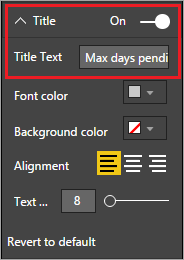 Title On
Title Text Max days pendi
Font color
Background color
Alignment
Text ... 8
Revert to default